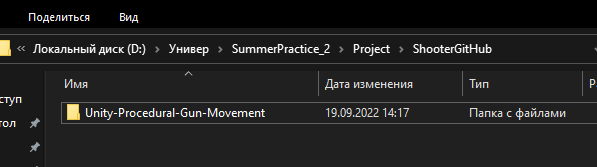 Поделиться Вид
Локальный диск (D:) › Универ › SummerPractice_2 › Project › ShooterGitHub
Имя Дата изменения Тип
ступ
Unity-Procedural-Gun-Movement 19.09.2022 14:17 Папка с файлами
тол